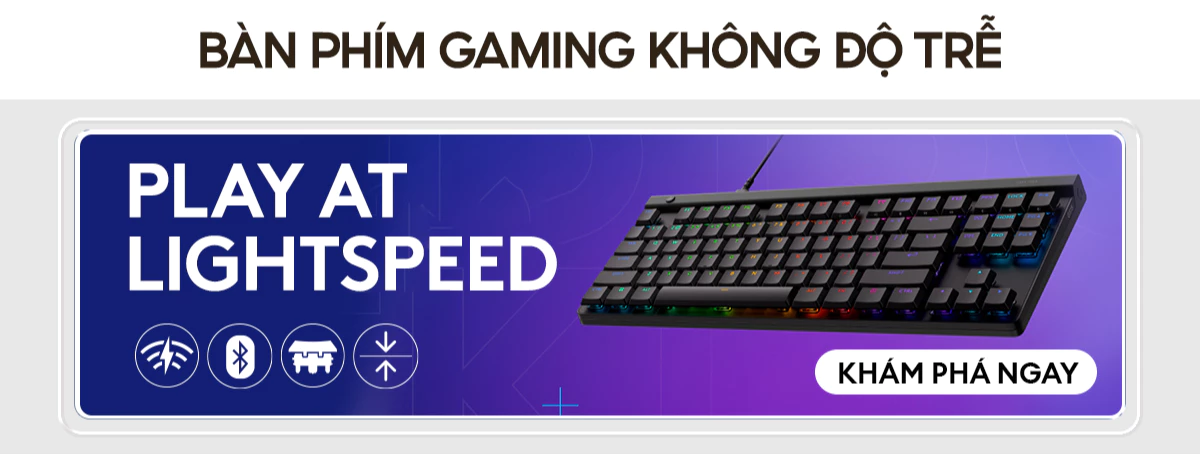 BÀN PHÍM GAMING KHÔNG ĐỘ TRỄ
PLAY AT
LIGHTSPEED
KHÁM PHÁ NGAY